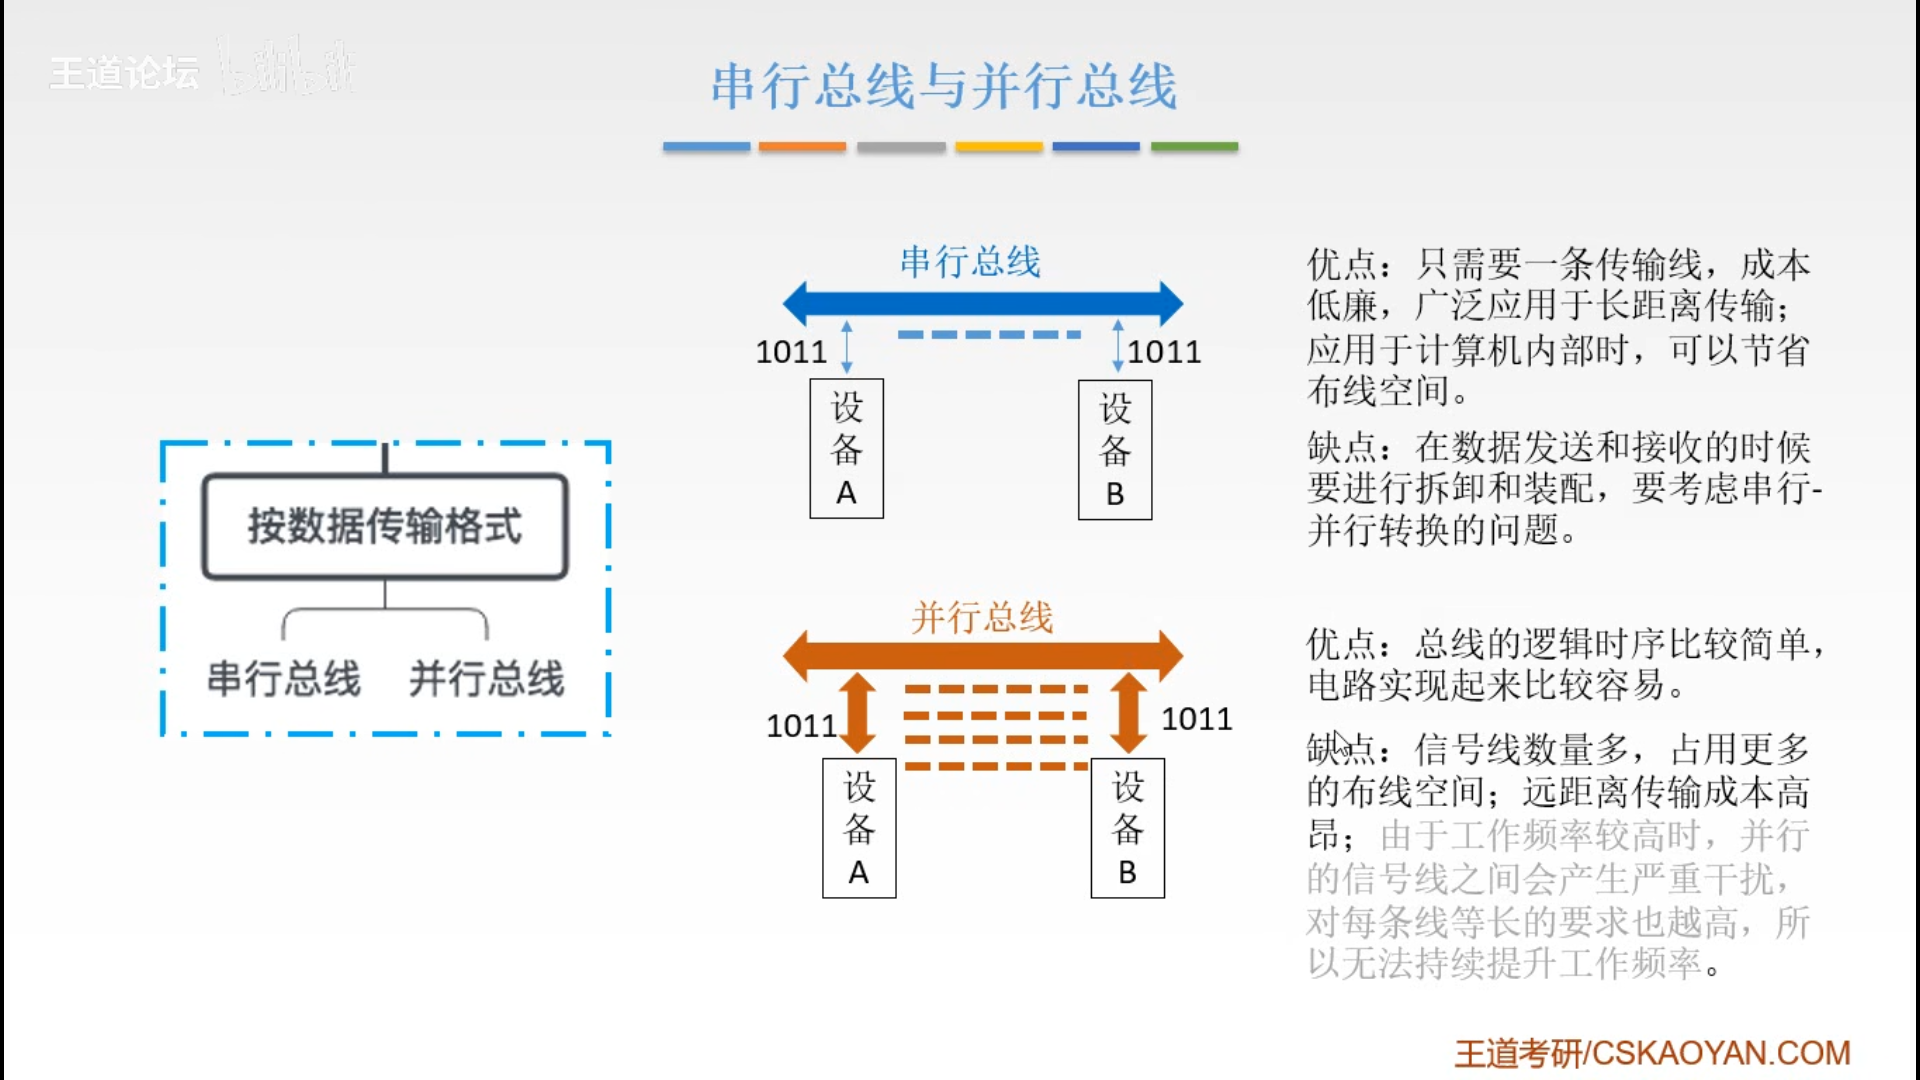 王道论坛 bilibili
串行总线与并行总线
按数据传输格式
串行总线 并行总线
串行总线
1011
1011
设
备
A
设
备
B
优点：只需要一条传输线，成本
低廉，广泛应用于长距离传输；
应用于计算机内部时，可以节省
布线空间。
缺点：在数据发送和接收的时候
要进行拆卸和装配，要考虑串行-
并行转换的问题。
并行总线
1011
1011
设
备
A
设
备
B
优点：总线的逻辑时序比较简单，
电路实现起来比较容易。
缺点：信号线数量多，占用更多
的布线空间；远距离传输成本高
昂；由于工作频率较高时，并行
的信号线之间会产生严重干扰，
对每条线等长的要求也越高，所
以无法持续提升工作频率。
王道考研/CSKAOYAN.COM